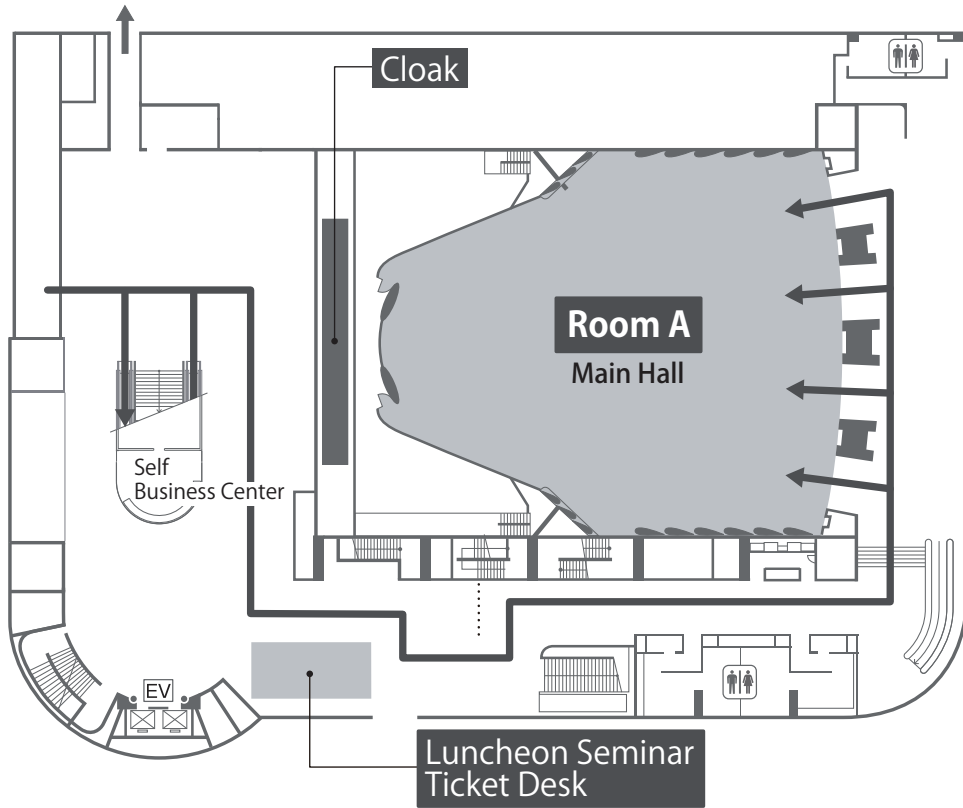 Cloak
Room A
Main Hall
Self
Business Center
EV
Luncheon Seminar
Ticket Desk